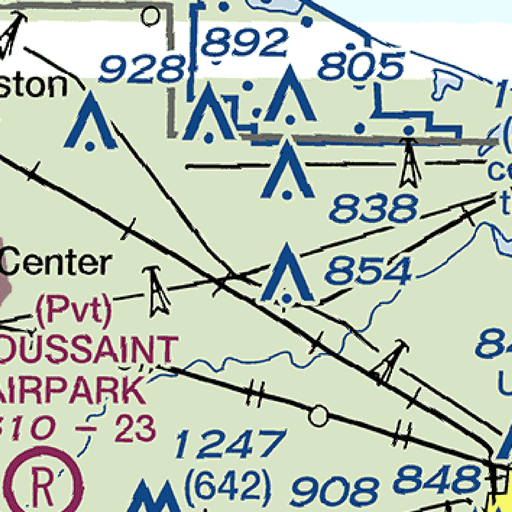 892
928
805
ston
838
Center
854
(Pvt)
OUSSAINT
AIRPARK
610 - 23
1247
(642)
908
848
R